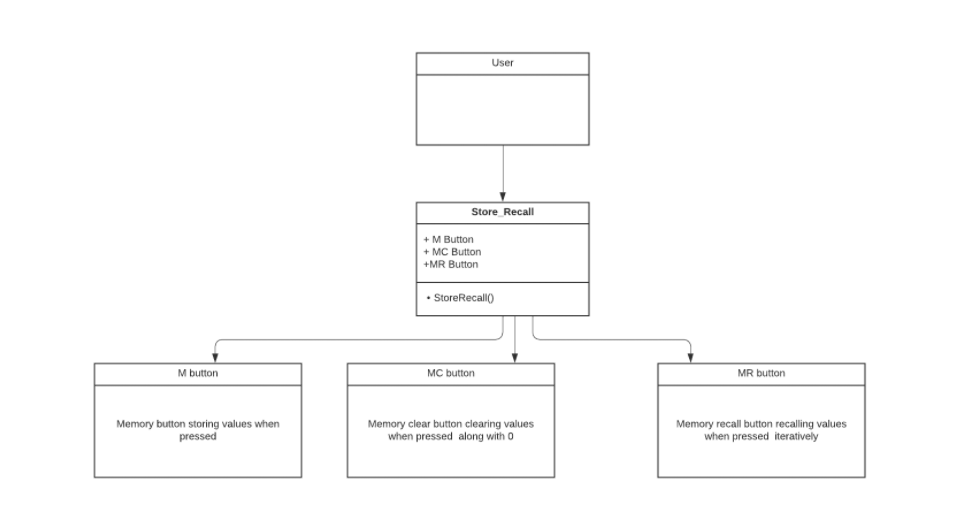 User
Store_Recall
+ M Button
+ MC Button
+MR Button
• StoreRecall()
M button
Memory button storing values when
pressed
MC button
Memory clear button clearing values
when pressed  along with 0
MR button
Memory recall button recalling values
when pressed  iteratively